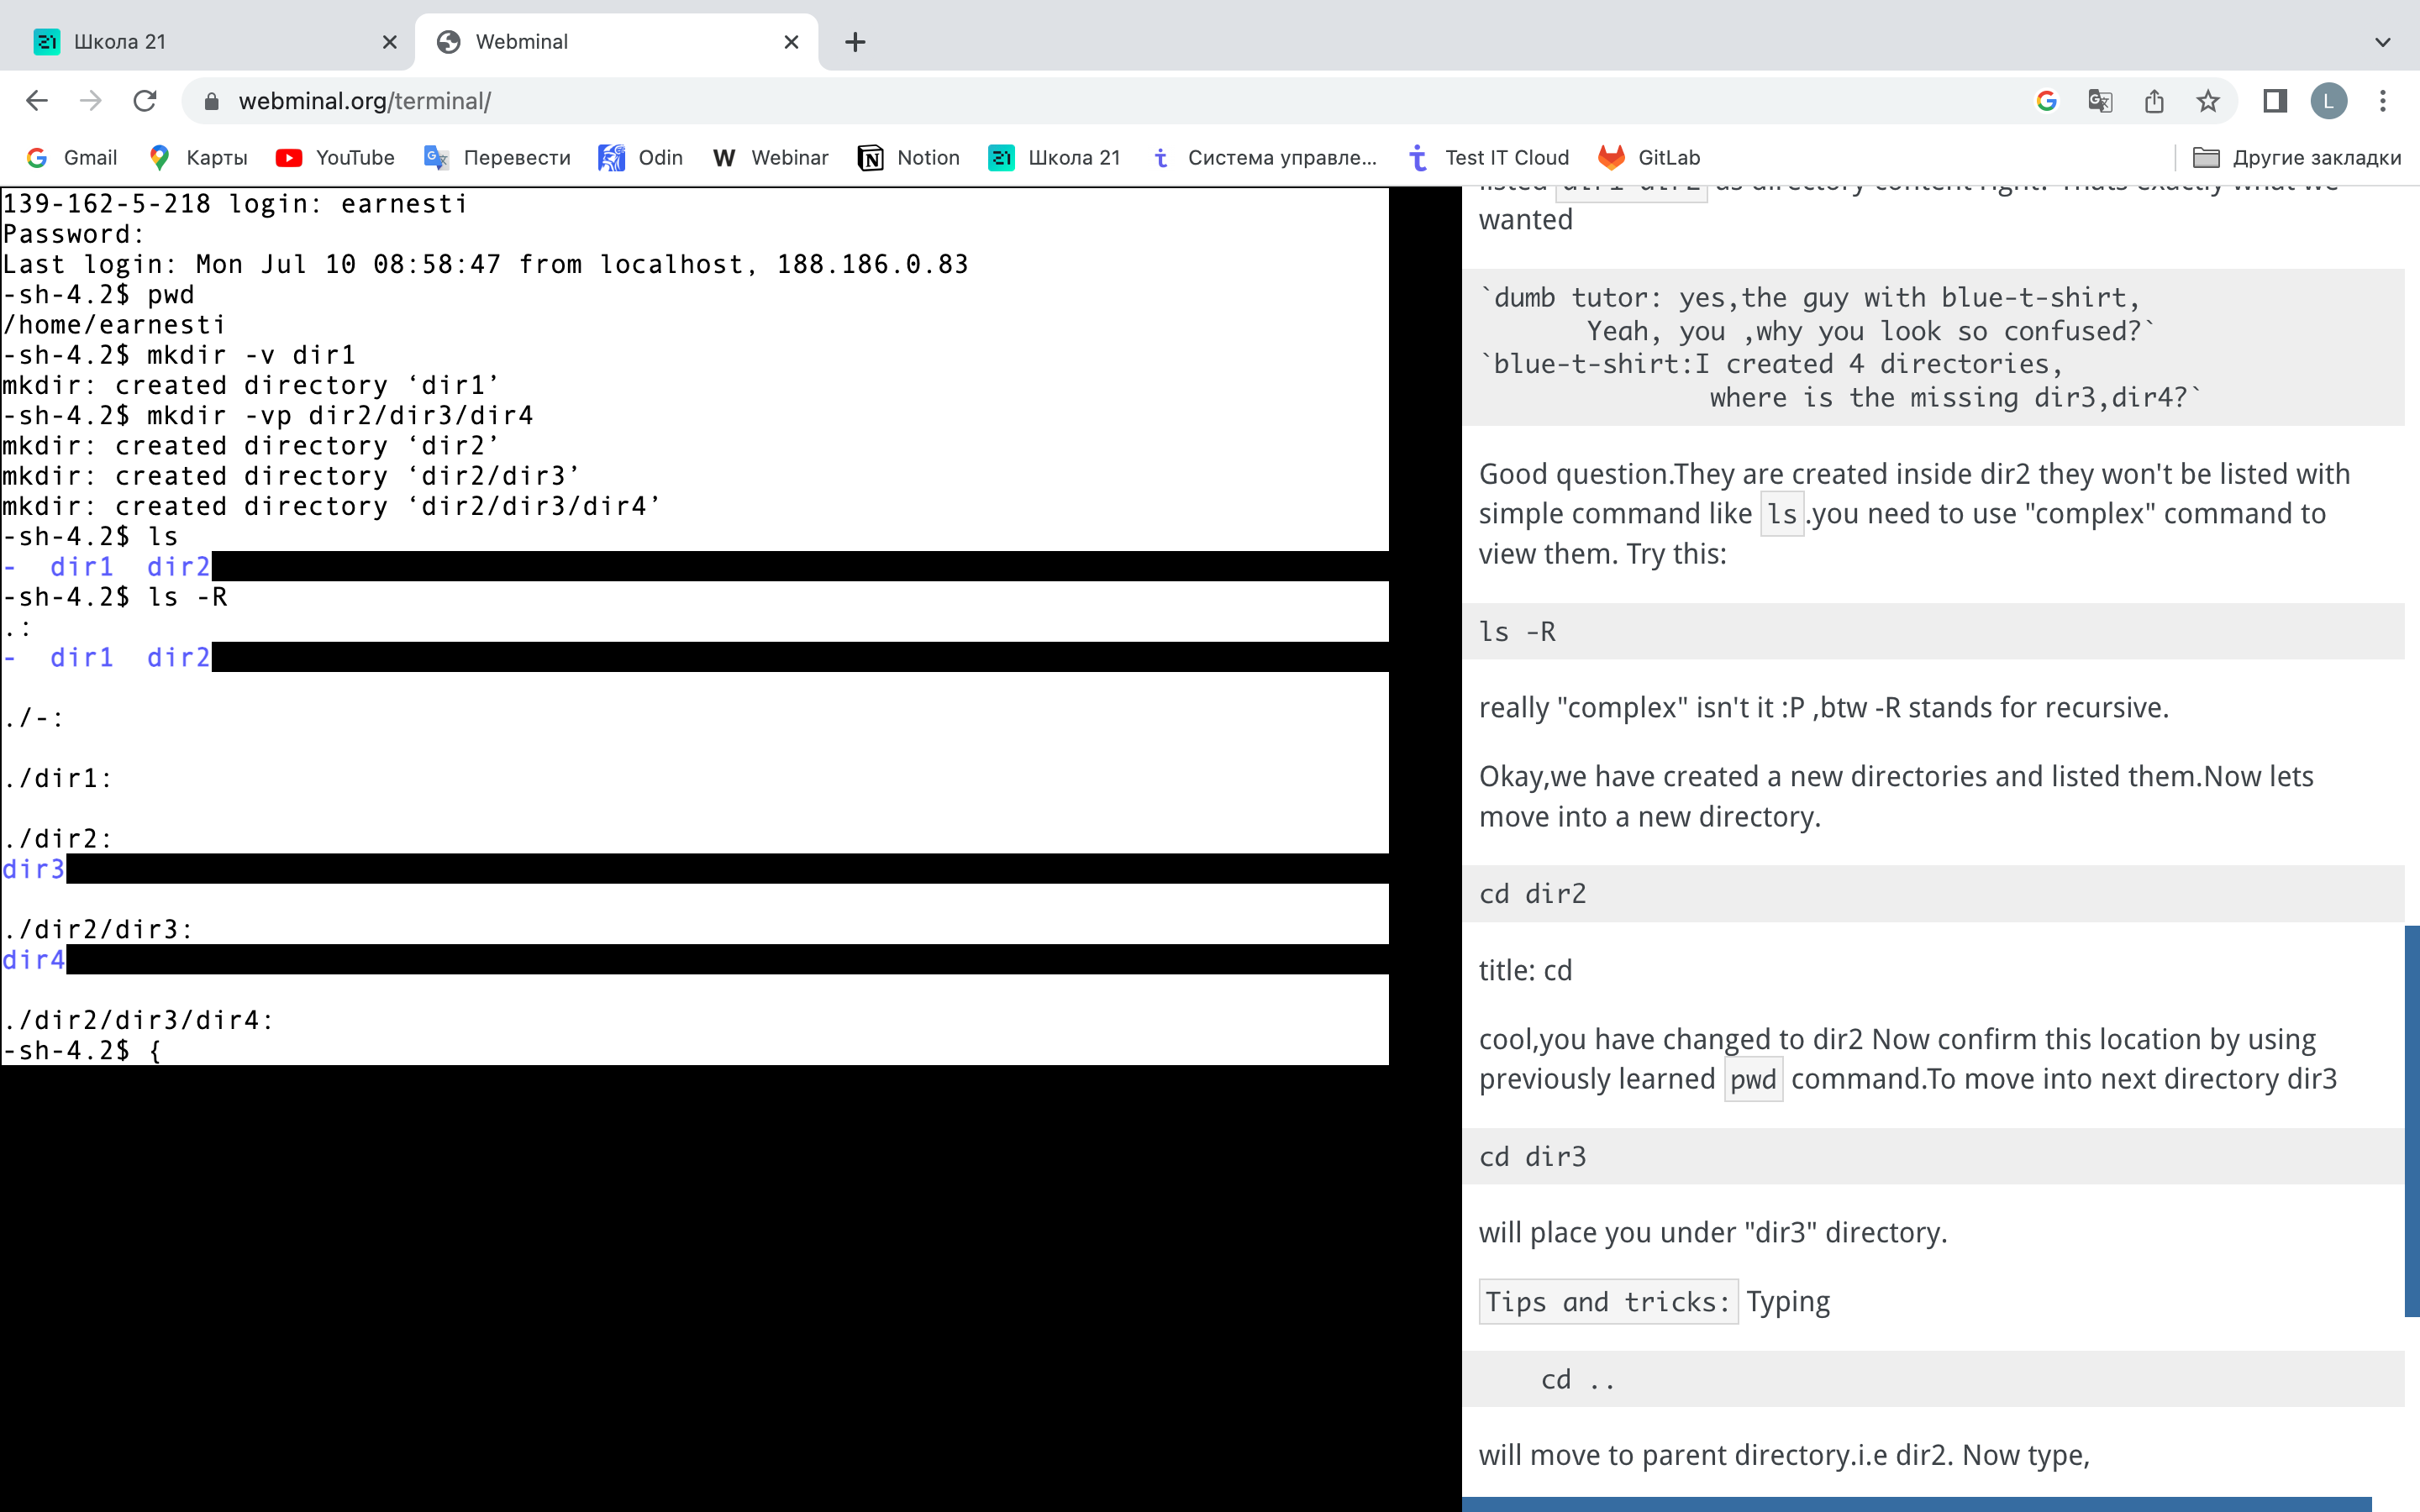 Школа 21
Webminal
webminal.org/terminal/
L
Gmail
Карты
YouTube
Перевести
Odin
W Webinar
Notion
21 Школа 21
Система управле...
Test IT Cloud
GitLab
Другие закладки
139-162-5-218 login: earnesti
Password:
Last login: Mon Jul 10 08:58:47 from localhost, 188.186.0.83
-sh-4.2$ pwd
/home/earnesti
-sh-4.2$ mkdir -v dir1
mkdir: created directory ‘dir1’
-sh-4.2$ mkdir -vp dir2/dir3/dir4
mkdir: created directory ‘dir2’
mkdir: created directory ‘dir2/dir3’
mkdir: created directory ‘dir2/dir3/dir4’
-sh-4.2$ ls
-  dir1  dir2
-sh-4.2$ ls -R
.:
-  dir1  dir2
./-:
./dir1:
./dir2:
dir3
./dir2/dir3:
dir4
./dir2/dir3/dir4:
-sh-4.2$ {
listed dir1 dir2 as directory content right? Thats exactly what we
wanted
`dumb tutor: yes,the guy with blue-t-shirt,
Yeah, you ,why you look so confused?`
`blue-t-shirt:I created 4 directories,
where is the missing dir3,dir4?`
Good question.They are created inside dir2 they won't be listed with
simple command like ls.you need to use "complex" command to
view them. Try this:
ls -R
really "complex" isn't it :P ,btw -R stands for recursive.
Okay,we have created a new directories and listed them.Now lets
move into a new directory.
cd dir2
title: cd
cool,you have changed to dir2 Now confirm this location by using
previously learned pwd command.To move into next directory dir3
cd dir3
will place you under "dir3" directory.
Tips and tricks: Typing
cd ..
will move to parent directory.i.e dir2. Now type,